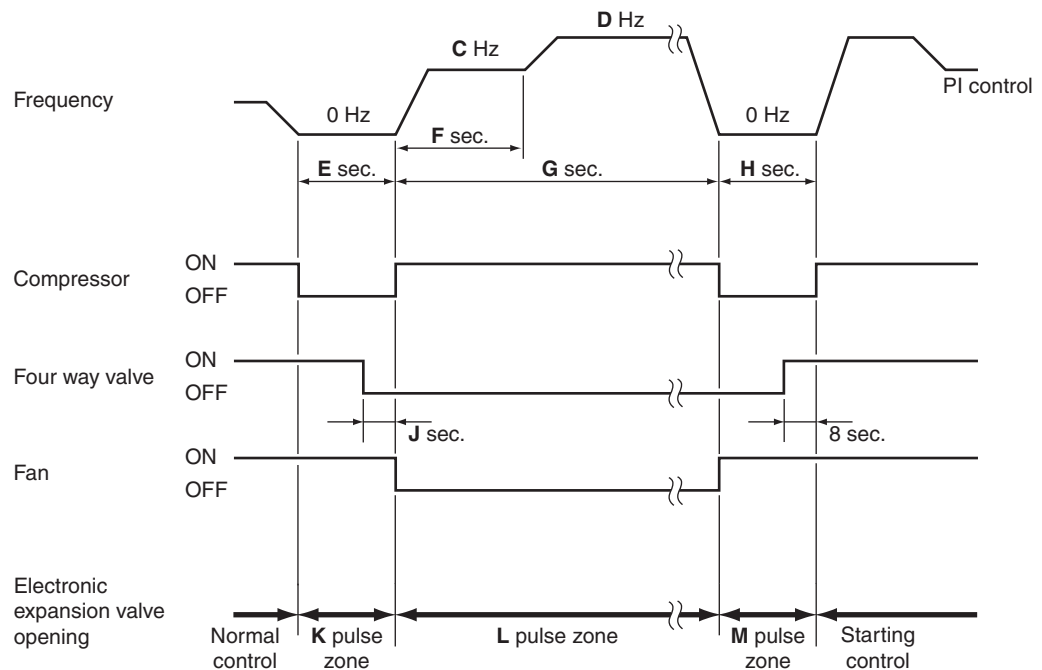 D Hz
C Hz
Frequency
PI control
0 Hz
0 Hz
F sec.
E sec.
G sec.
H sec.
ON
Compressor
OFF
ON
Four way valve
OFF
J sec.
8 sec.
ON
Fan
OFF
Electronic
expansion valve
opening
Normal
control
K pulse
zone
L pulse zone
M pulse
zone
Starting
control